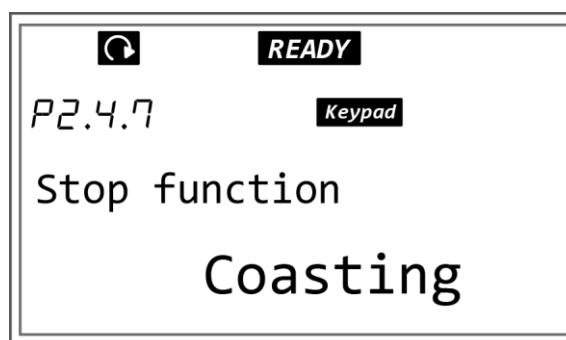 READY
P2.4.7
Keypad
Stop function
Coasting